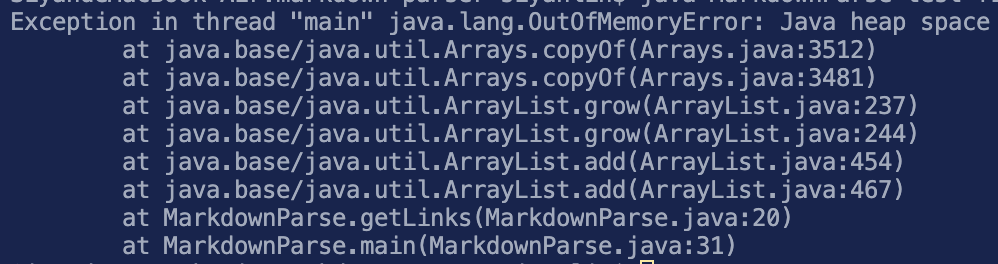 Exception in thread "main" java.lang.OutOfMemoryError: Java heap space
at java.base/java.util.Arrays.copyOf(Arrays.java:3512)
at java.base/java.util.Arrays.copyOf(Arrays.java:3481)
at java.base/java.util.ArrayList.grow(ArrayList.java:237)
at java.base/java.util.ArrayList.grow(ArrayList.java:244)
at java.base/java.util.ArrayList.add(ArrayList.java:454)
at java.base/java.util.ArrayList.add(ArrayList.java:467)
at MarkdownParse.getLinks(MarkdownParse.java:20)
at MarkdownParse.main(MarkdownParse.java:31)